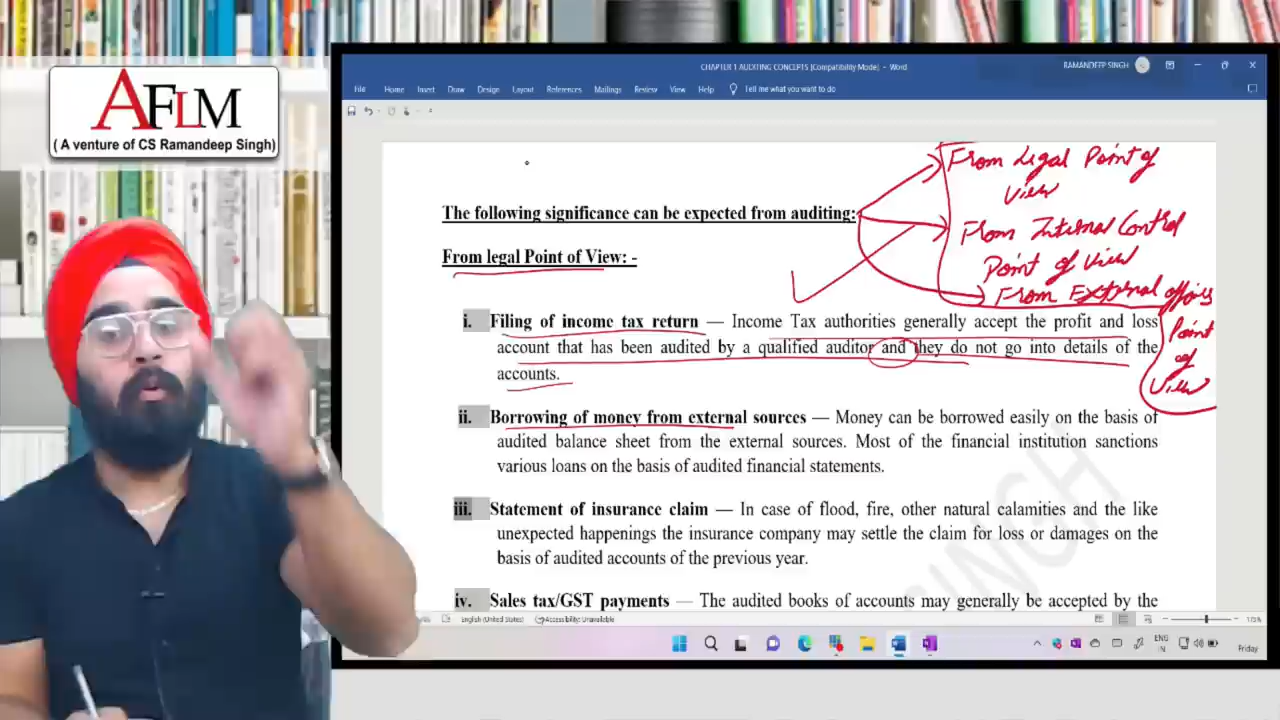 AFLM
( A venture of CS Ramandeep Singh)
CHAPTER 1 AUDITING CONCEPTS [Compatibility Mode] - Word
RAMANDEEP SINGH
File Home Insert Draw Design Layout References Mailings Review View Help Tell me what you want to do
From Legal Point of
View
The following significance can be expected from auditing:
From Internal Control
Point of View
From legal Point of View: -
From External affairs
Point
of
View
i. Filing of income tax return — Income Tax authorities generally accept the profit and loss
account that has been audited by a qualified auditor and they do not go into details of the
accounts.
ii. Borrowing of money from external sources — Money can be borrowed easily on the basis of
audited balance sheet from the external sources. Most of the financial institution sanctions
various loans on the basis of audited financial statements.
iii. Statement of insurance claim — In case of flood, fire, other natural calamities and the like
unexpected happenings the insurance company may settle the claim for loss or damages on the
basis of audited accounts of the previous year.
SINGH
iv. Sales tax/GST payments — The audited books of accounts may generally be accepted by the
English (United States) Accessibility: Unavailable
175%
ENG
IN
Friday